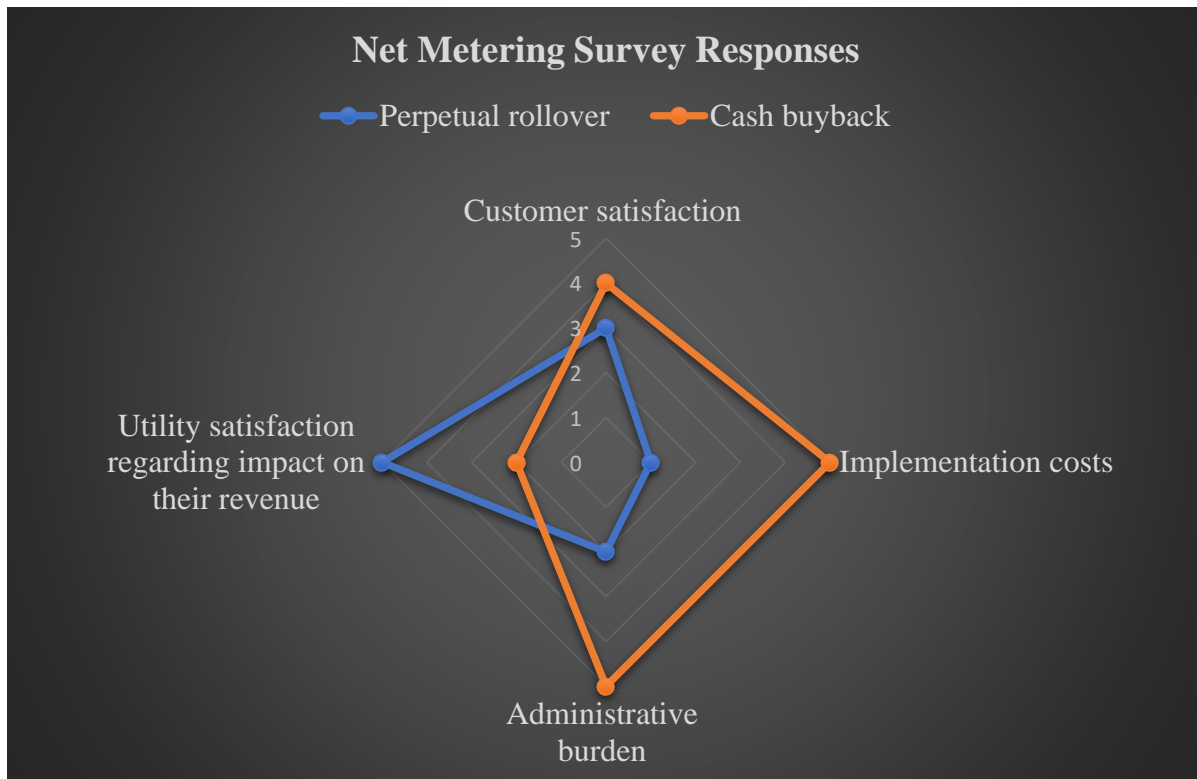 Net Metering Survey Responses
Perpetual rollover
Cash buyback
Customer satisfaction
5
4
3
2
1
0
Implementation costs
Administrative
burden
Utility satisfaction
regarding impact on
their revenue